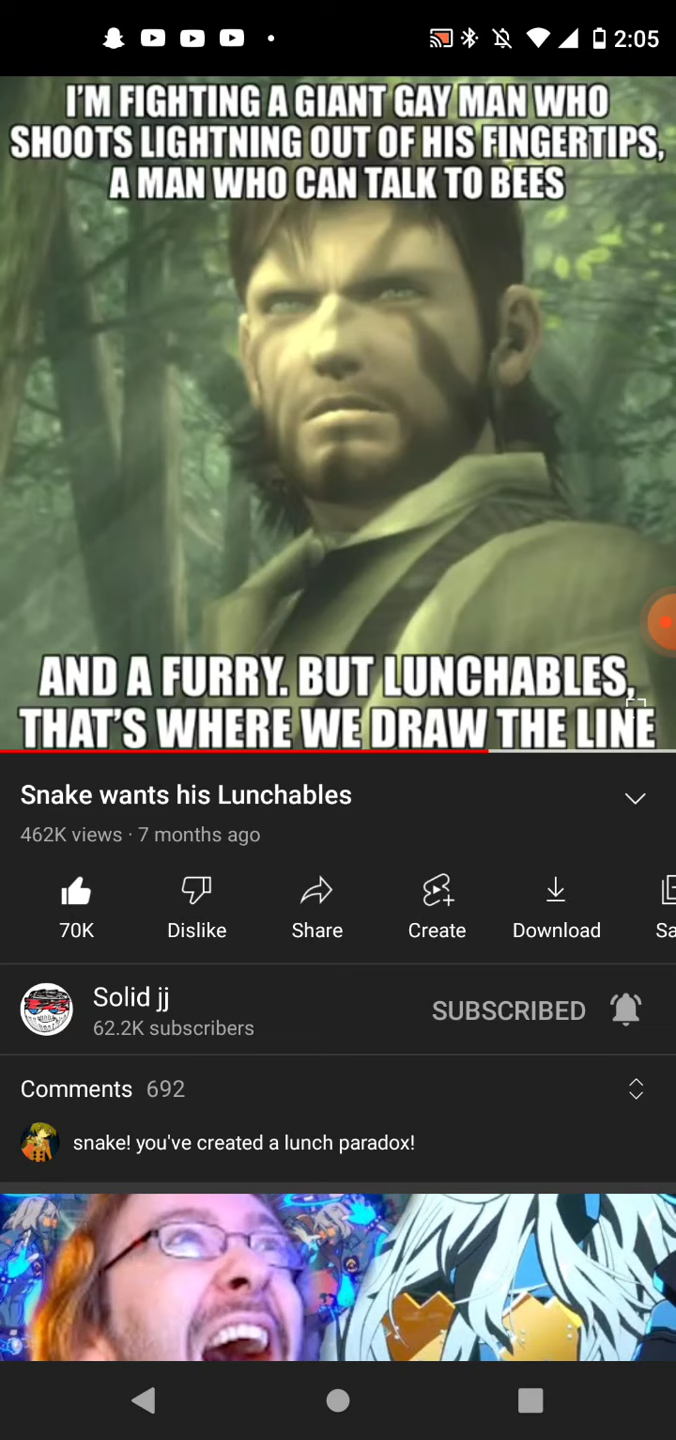 2:05
I'M FIGHTING A GIANT GAY MAN WHO
SHOOTS LIGHTNING OUT OF HIS FINGERTIPS,
A MAN WHO CAN TALK TO BEES
AND A FURRY. BUT LUNCHABLES,
THAT'S WHERE WE DRAW THE LINE
Snake wants his Lunchables
462K views · 7 months ago
70K Dislike Share Create Download Sa
Solid jj
SUBSCRIBED
62.2K subscribers
Comments 692
snake! you've created a lunch paradox!